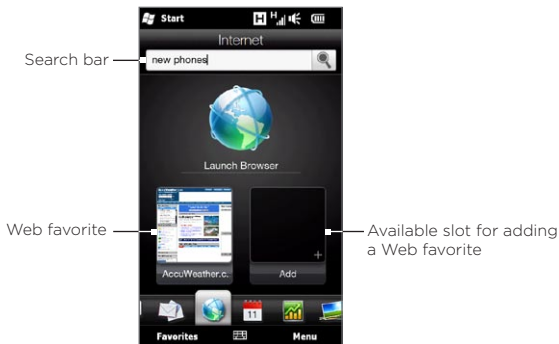 Start
H H
Internet
Search bar
new phones
Launch Browser
Web favorite
Available slot for adding
a Web favorite
AccuWeather.c.
Add
11
Favorites
Menu